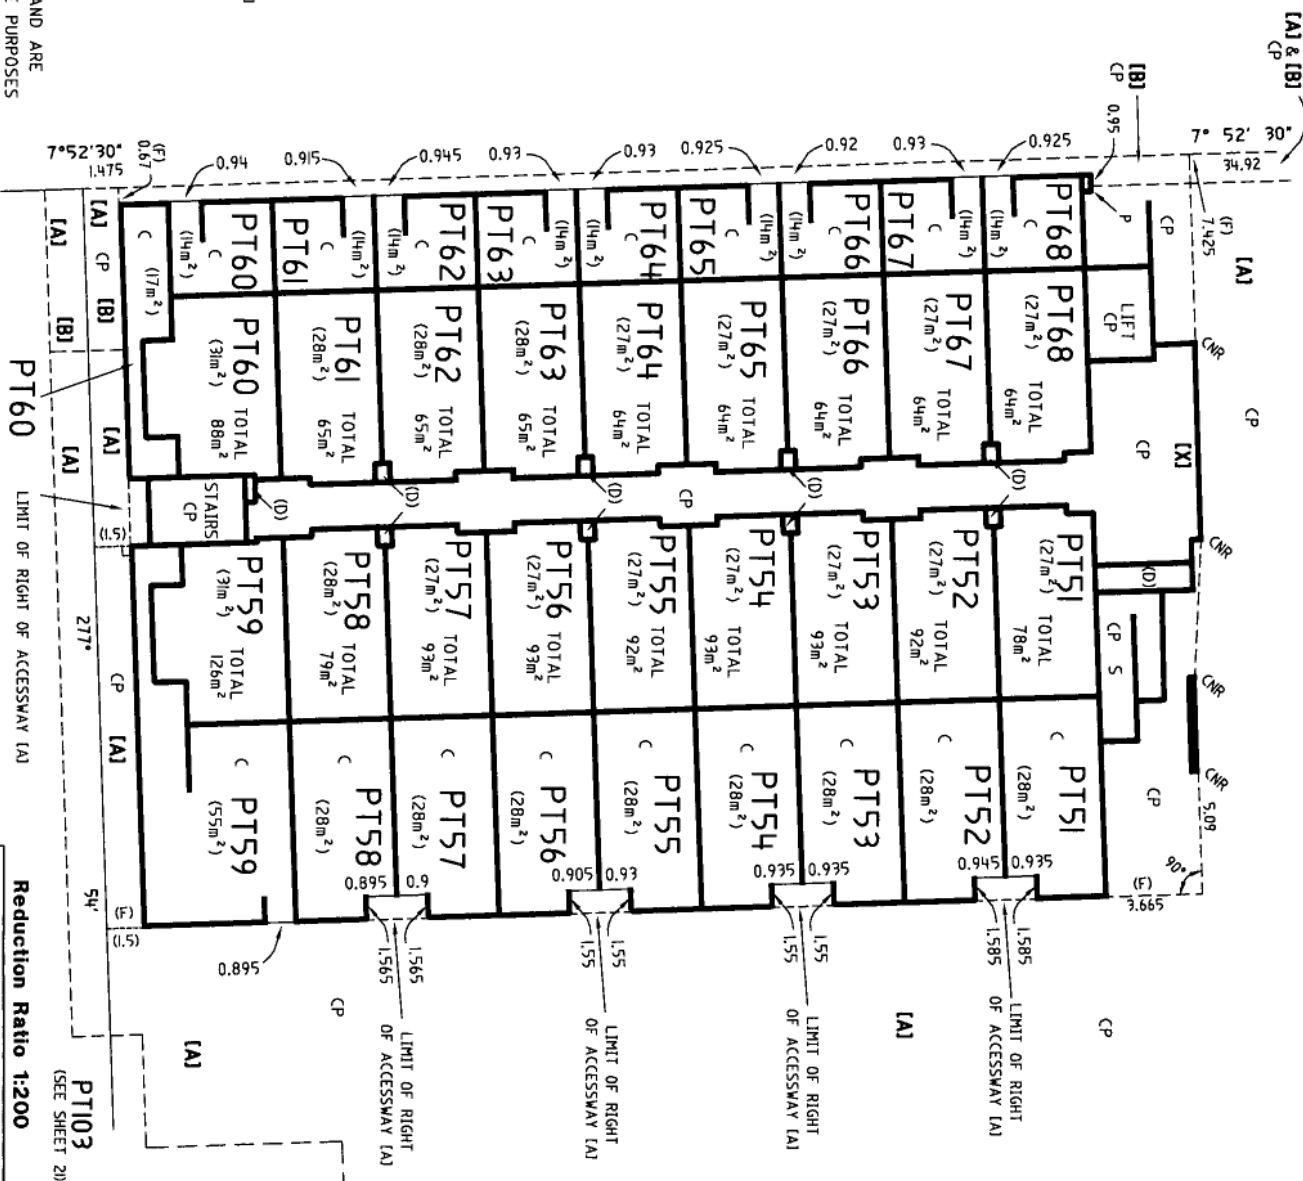 [A] & [B]
CP
[B]
CP
0.95
7° 52' 30"
34.92
AND ARE
PURPOSES
7°52'30"
1.475
(F)
0.67
0.94
0.915
0.945
0.93
0.93
0.925
0.92
0.93
0.925
P
CP
(F)
7.425
[A]
[A]
CP
[B]
C
(17m²)
(14m²)
C
PT60
PT61
C
(14m²)
(14m²)
C
PT62
PT63
C
(14m²)
(14m²)
C
PT64
PT65
C
(14m²)
(14m²)
C
PT66
PT67
C
(14m²)
(14m²)
C
PT68
LIFT
CP
CNR
CP
[A]
[B]
PT60
(31m²)
TOTAL
88m²
PT61
(28m²)
TOTAL
65m²
PT62
(28m²)
TOTAL
65m²
PT63
(28m²)
TOTAL
65m²
PT64
(27m²)
TOTAL
64m²
PT65
(27m²)
TOTAL
64m²
PT66
(27m²)
TOTAL
64m²
PT67
(27m²)
TOTAL
64m²
PT68
(27m²)
TOTAL
64m²
CP
[X]
PT60
[A]
[A]
LIMIT OF RIGHT OF ACCESSWAY [A]
(1.5)
STAIRS
CP
(D)
(D)
(D)
CP
(D)
(D)
CNR
(D)
PT59
(31m²)
TOTAL
126m²
PT58
(28m²)
TOTAL
79m²
PT57
(27m²)
TOTAL
93m²
PT56
(27m²)
TOTAL
93m²
PT55
(27m²)
TOTAL
92m²
PT54
(27m²)
TOTAL
93m²
PT53
(27m²)
TOTAL
93m²
PT52
(27m²)
TOTAL
92m²
PT51
(27m²)
TOTAL
78m²
CP S
CNR
CNR
277°
54'
CP
[A]
C
PT59
(55m²)
C
PT58
(28m²)
C
PT57
(28m²)
C
PT56
(28m²)
C
PT55
(28m²)
C
PT54
(28m²)
C
PT53
(28m²)
C
PT52
(28m²)
C
PT51
(28m²)
CP
5.09
90°
(F)
3.665
0.895
0.9
0.905
0.93
0.935
0.935
0.945
0.935
(F)
(1.5)
0.895
1.565
1.565
1.55
1.55
1.55
1.55
1.585
1.585
CP
[A]
LIMIT OF RIGHT
OF ACCESSWAY [A]
LIMIT OF RIGHT
OF ACCESSWAY [A]
LIMIT OF RIGHT
OF ACCESSWAY [A]
[A]
LIMIT OF RIGHT
OF ACCESSWAY [A]
CP
PT103
(SEE SHEET 21)
Reduction Ratio 1:200